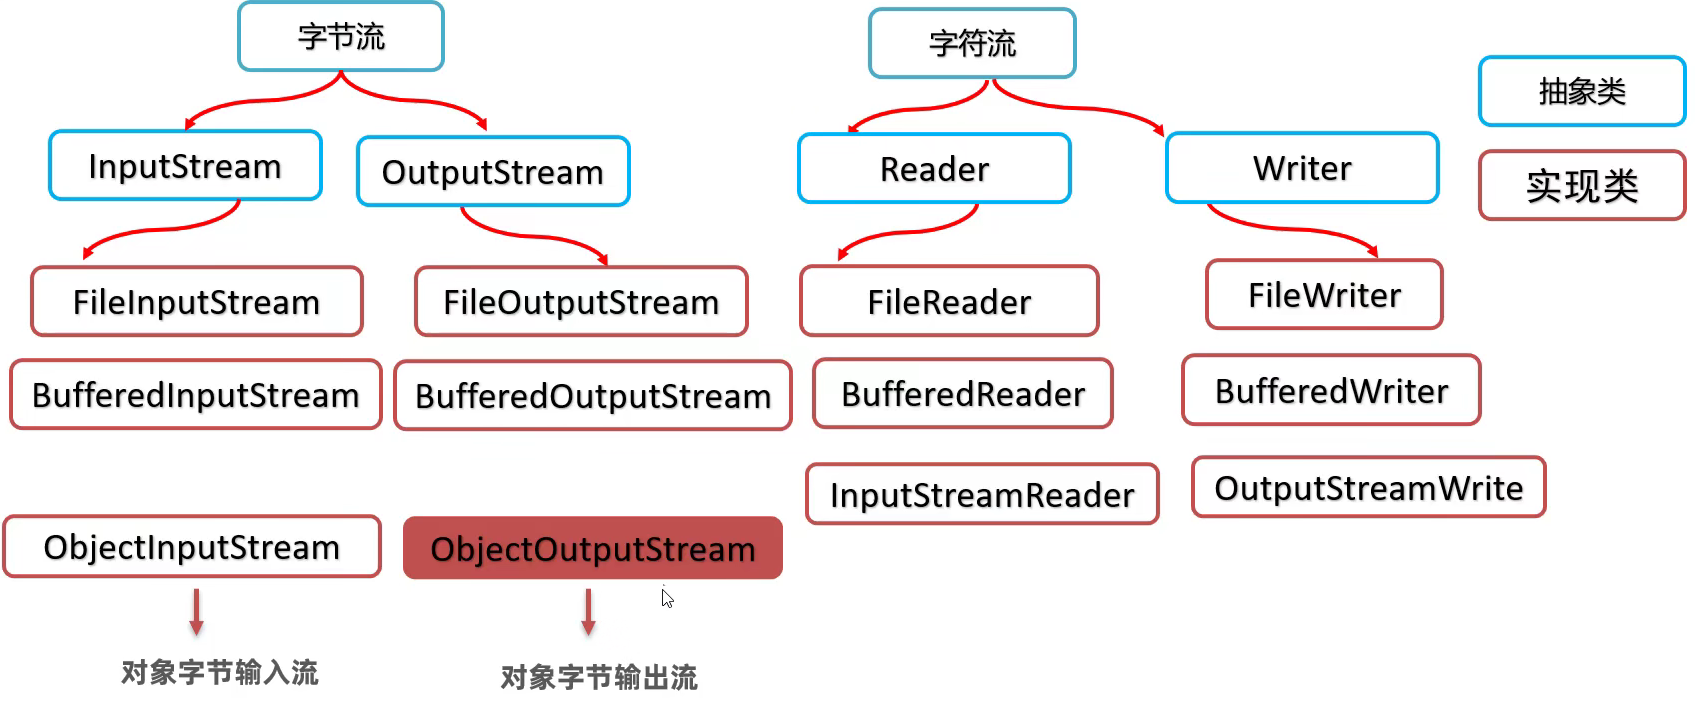 字节流
字符流
抽象类
InputStream
OutputStream
Reader
Writer
实现类
FileInputStream
FileOutputStream
FileReader
FileWriter
BufferedInputStream
BufferedOutputStream
BufferedReader
BufferedWriter
InputStreamReader
OutputStreamWrite
ObjectInputStream
ObjectOutputStream
对象字节输入流
对象字节输出流